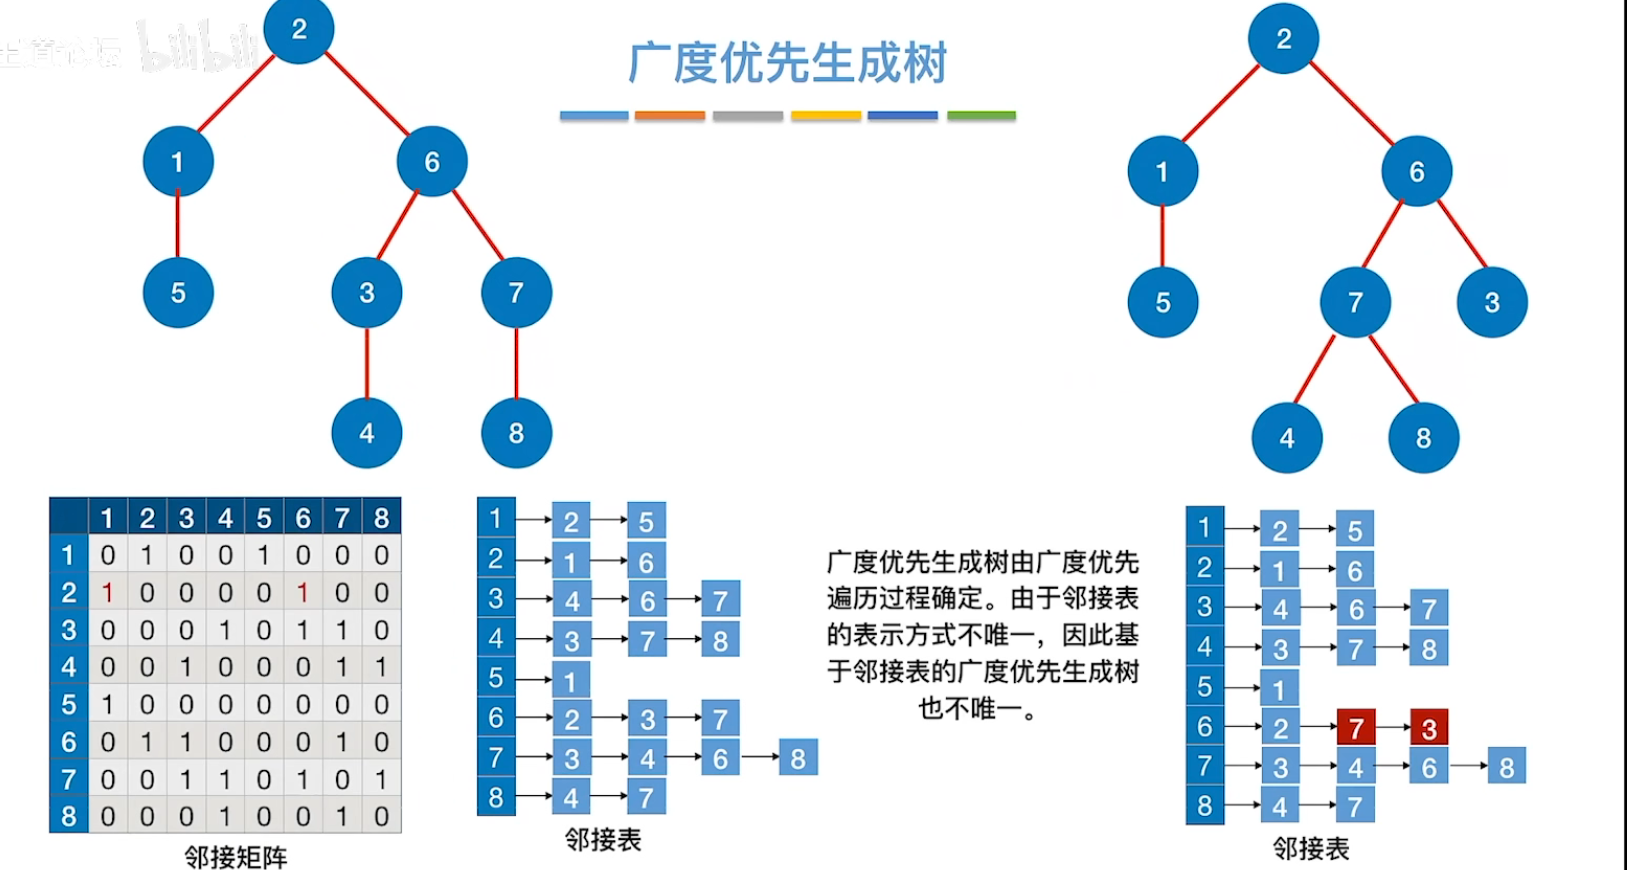 bilibili
广度优先生成树
2
1
6
5
3
7
4
8
2
1
6
5
7
3
4
8
1 2 3 4 5 6 7 8
1 0 1 0 0 1 0 0 0
2 1 0 0 0 0 1 0 0
3 0 0 0 1 0 1 1 0
4 0 0 1 0 0 0 1 1
5 1 0 0 0 0 0 0 0
6 0 1 1 0 0 0 1 0
7 0 0 1 1 0 1 0 1
8 0 0 0 1 0 0 1 0
邻接矩阵
1 2 5
2 1 6
3 4 6 7
4 3 7 8
5 1
6 2 3 7
7 3 4 6 8
8 4 7
邻接表
广度优先生成树由广度优先
遍历过程确定。由于邻接表
的表示方式不唯一，因此基
于邻接表的广度优先生成树
也不唯一。
1 2 5
2 1 6
3 4 6 7
4 3 7 8
5 1
6 2 7 3
7 3 4 6 8
8 4 7
邻接表